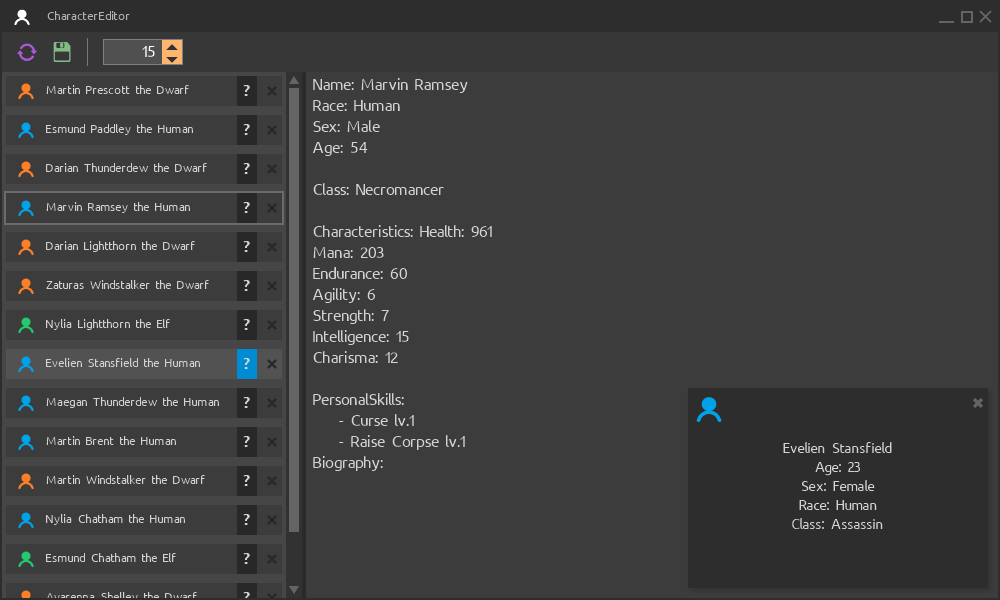 CharacterEditor
15
Martin Prescott the Dwarf ?
Esmund Paddley the Human ?
Darian Thunderdew the Dwarf ?
Marvin Ramsey the Human ?
Darian Lightthorn the Dwarf ?
Zaturas Windstalker the Dwarf ?
Nylia Lightthorn the Elf ?
Evelien Stansfield the Human ?
Maegan Thunderdew the Human ?
Martin Brent the Human ?
Martin Windstalker the Dwarf ?
Nylia Chatham the Human ?
Esmund Chatham the Elf ?
Avarenna Shelley the Dwarf ?
Name: Marvin Ramsey
Race: Human
Sex: Male
Age: 54
Class: Necromancer
Characteristics: Health: 961
Mana: 203
Endurance: 60
Agility: 6
Strength: 7
Intelligence: 15
Charisma: 12
PersonalSkills:
- Curse lv.1
- Raise Corpse lv.1
Biography:
Evelien Stansfield
Age: 23
Sex: Female
Race: Human
Class: Assassin